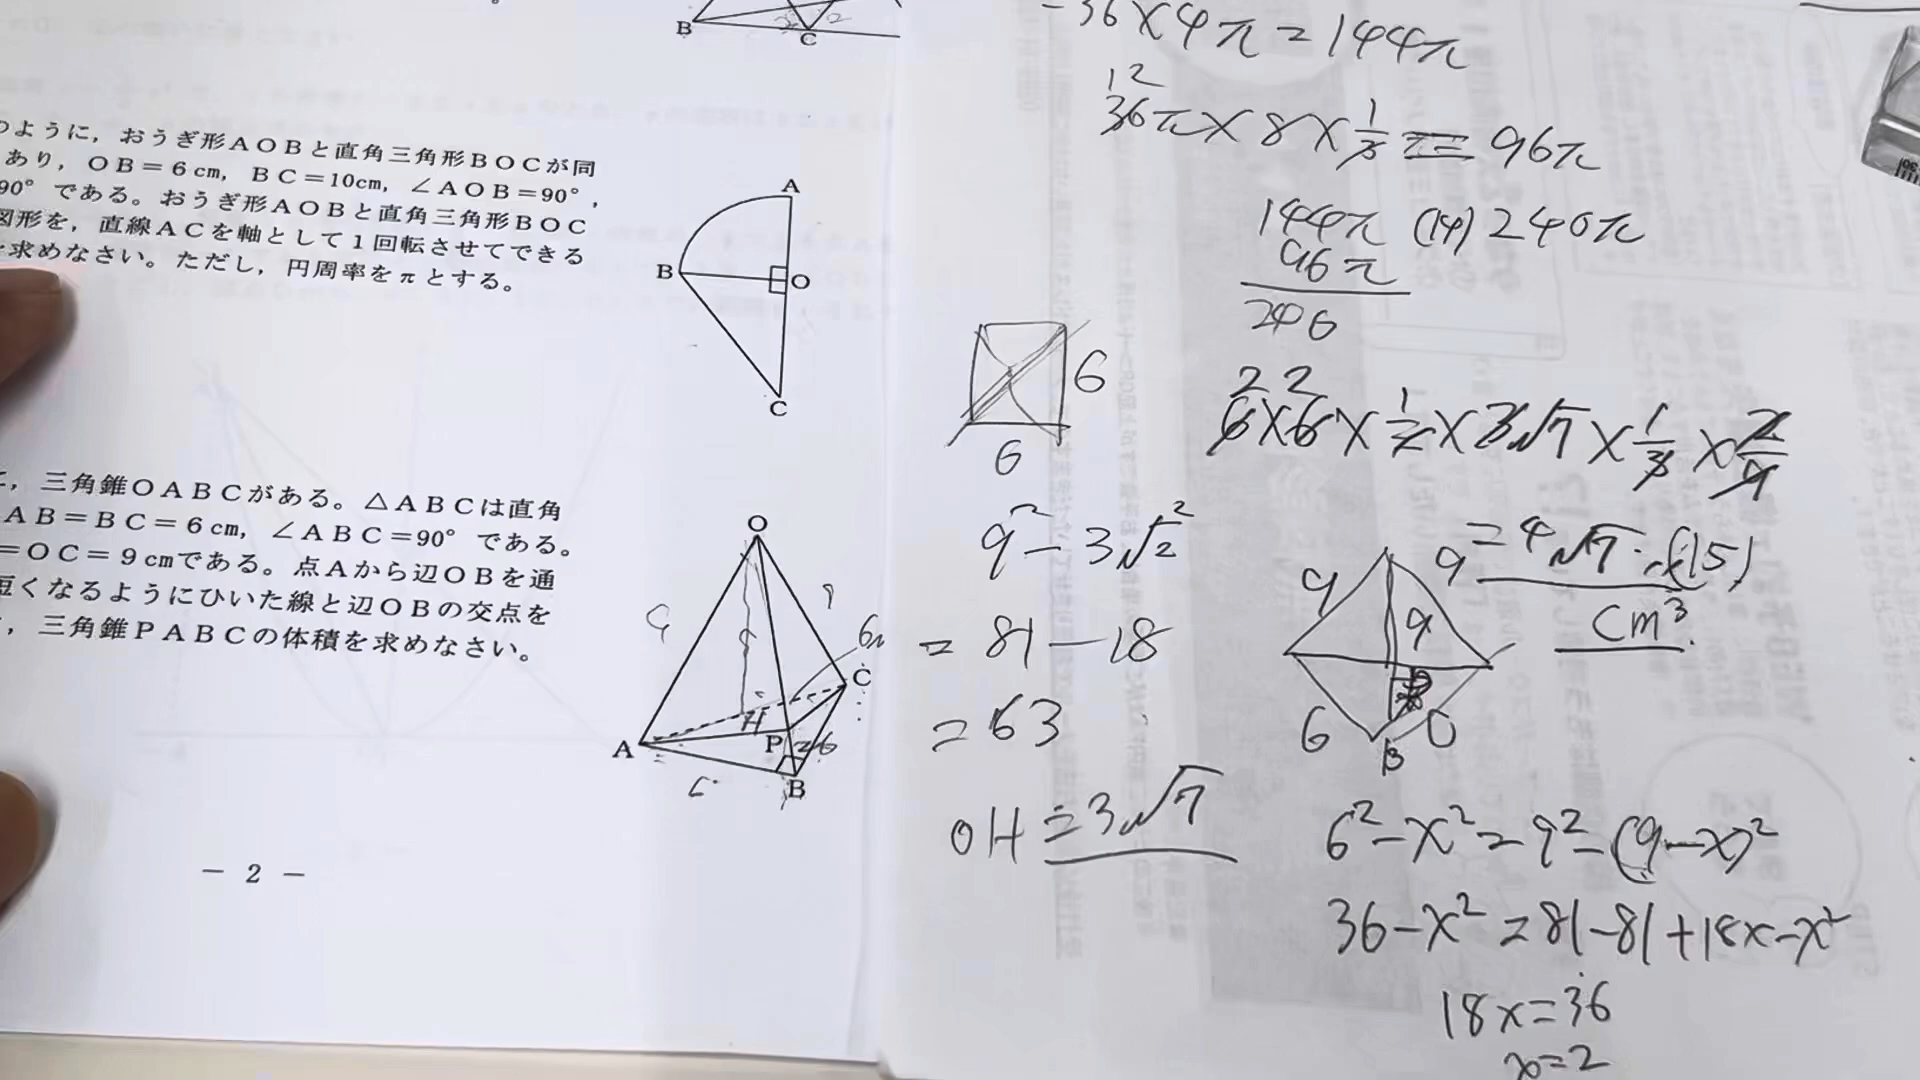 B
C
のように，おうぎ形AOBと直角三角形BOCが同
あり，OB＝6cm，BC＝10cm，∠AOB＝90°，
90°である。おうぎ形AOBと直角三角形BOC
図形を，直線ACを軸として1回転させてできる
求めなさい。ただし，円周率をπとする。
A
B
O
C
，三角錐OABCがある。△ABCは直角
AB＝BC＝6cm，∠ABC＝90°である。
＝OC＝9cmである。点Aから辺OBを通
短くなるようにひいた線と辺OBの交点を
，三角錐PABCの体積を求めなさい。
O
9
C
H
A
P
2
6
B
－ 2 －
36×4π=144π
12
36π×8×1/3=96π
144π (14) 240π
96π
240
6
6
2 2
6×6×1/2×3√7×1/3×2/9
=4√7 (15)
cm³
9²-3√2²
=81-18
=63
OH=3√7
9
9
9
6
B
6²-x²=9²-(9-x)²
36-x²=81-81+18x-x²
18x=36
x=2